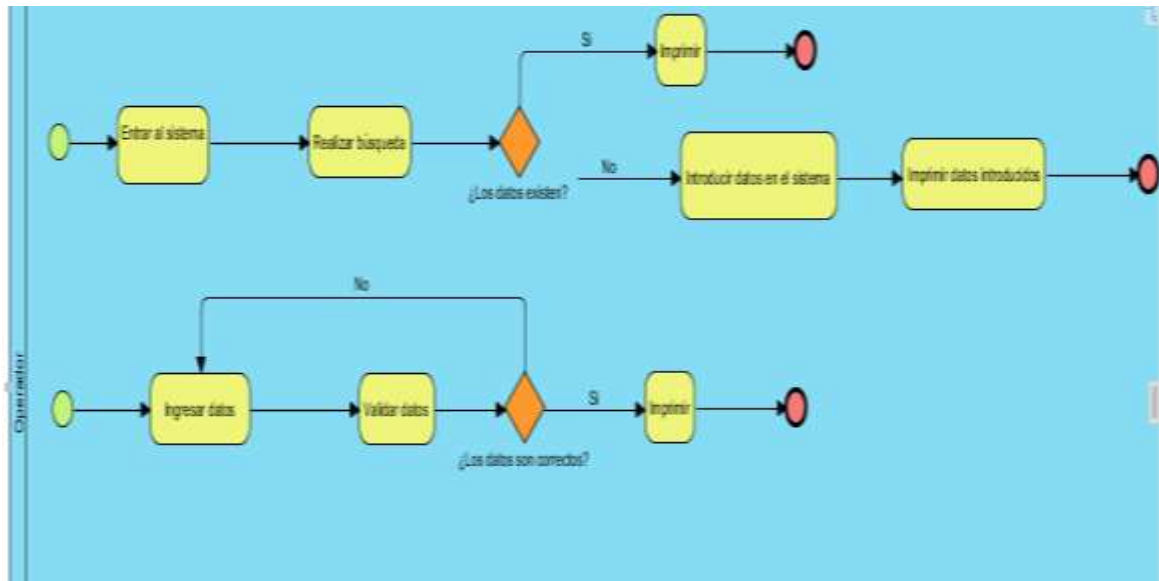 Si
Imprimir
Entrar al sistema
Realizar búsqueda
¿Los datos existen?
No
Introducir datos en el sistema
Imprimir datos introducidos
Operador
No
Ingresar datos
Validar datos
¿Los datos son correctos?
Si
Imprimir